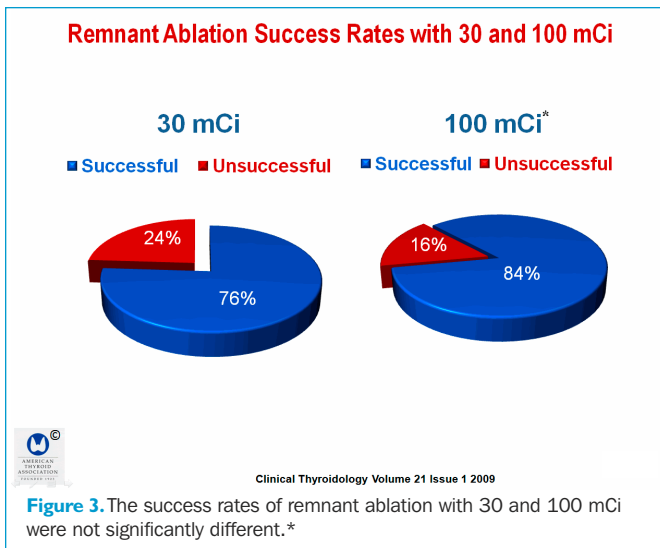 Remnant Ablation Success Rates with 30 and 100 mCi
30 mCi
100 mCi*
Successful Unsuccessful
Successful Unsuccessful
24%
76%
16%
84%
©
AMERICAN
THYROID
ASSOCIATION
FOUNDED 1923
Clinical Thyroidology Volume 21 Issue 1 2009
Figure 3. The success rates of remnant ablation with 30 and 100 mCi
were not significantly different.*